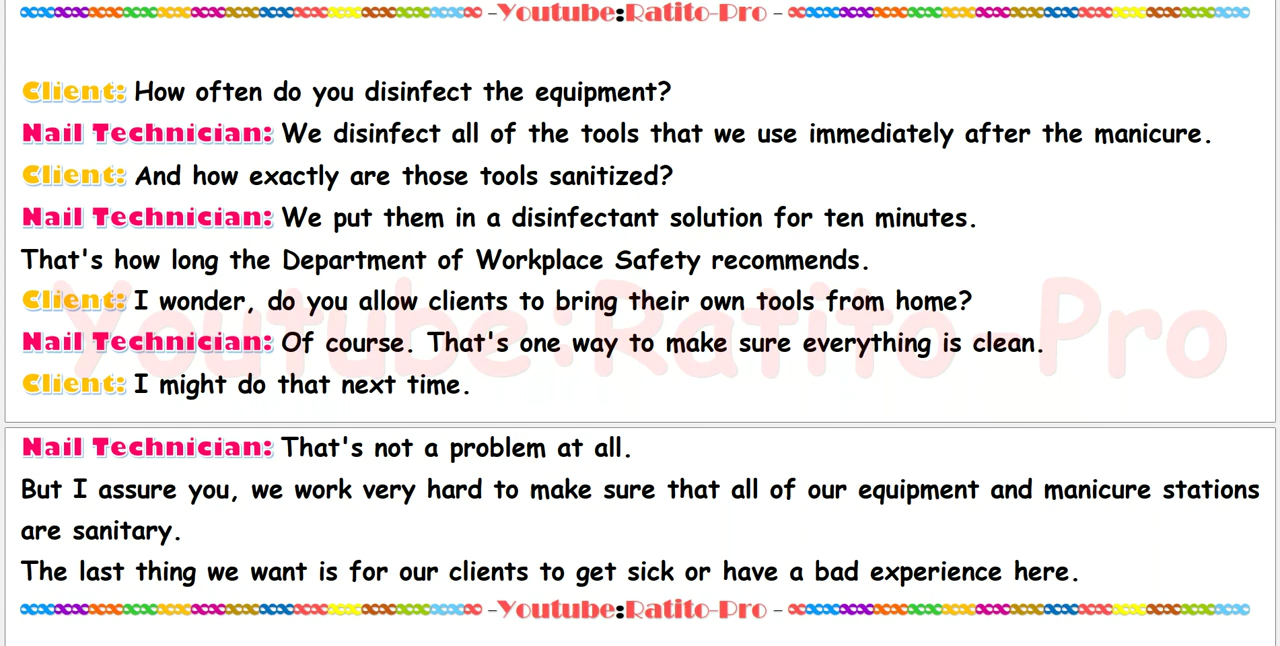 -Youtube:Ratito-Pro -
Client: How often do you disinfect the equipment?
Nail Technician: We disinfect all of the tools that we use immediately after the manicure.
Client: And how exactly are those tools sanitized?
Nail Technician: We put them in a disinfectant solution for ten minutes.
That's how long the Department of Workplace Safety recommends.
Client: I wonder, do you allow clients to bring their own tools from home?
Youtube:Ratito-Pro
Nail Technician: Of course. That's one way to make sure everything is clean.
Client: I might do that next time.
Nail Technician: That's not a problem at all.
But I assure you, we work very hard to make sure that all of our equipment and manicure stations
are sanitary.
The last thing we want is for our clients to get sick or have a bad experience here.
-Youtube:Ratito-Pro -